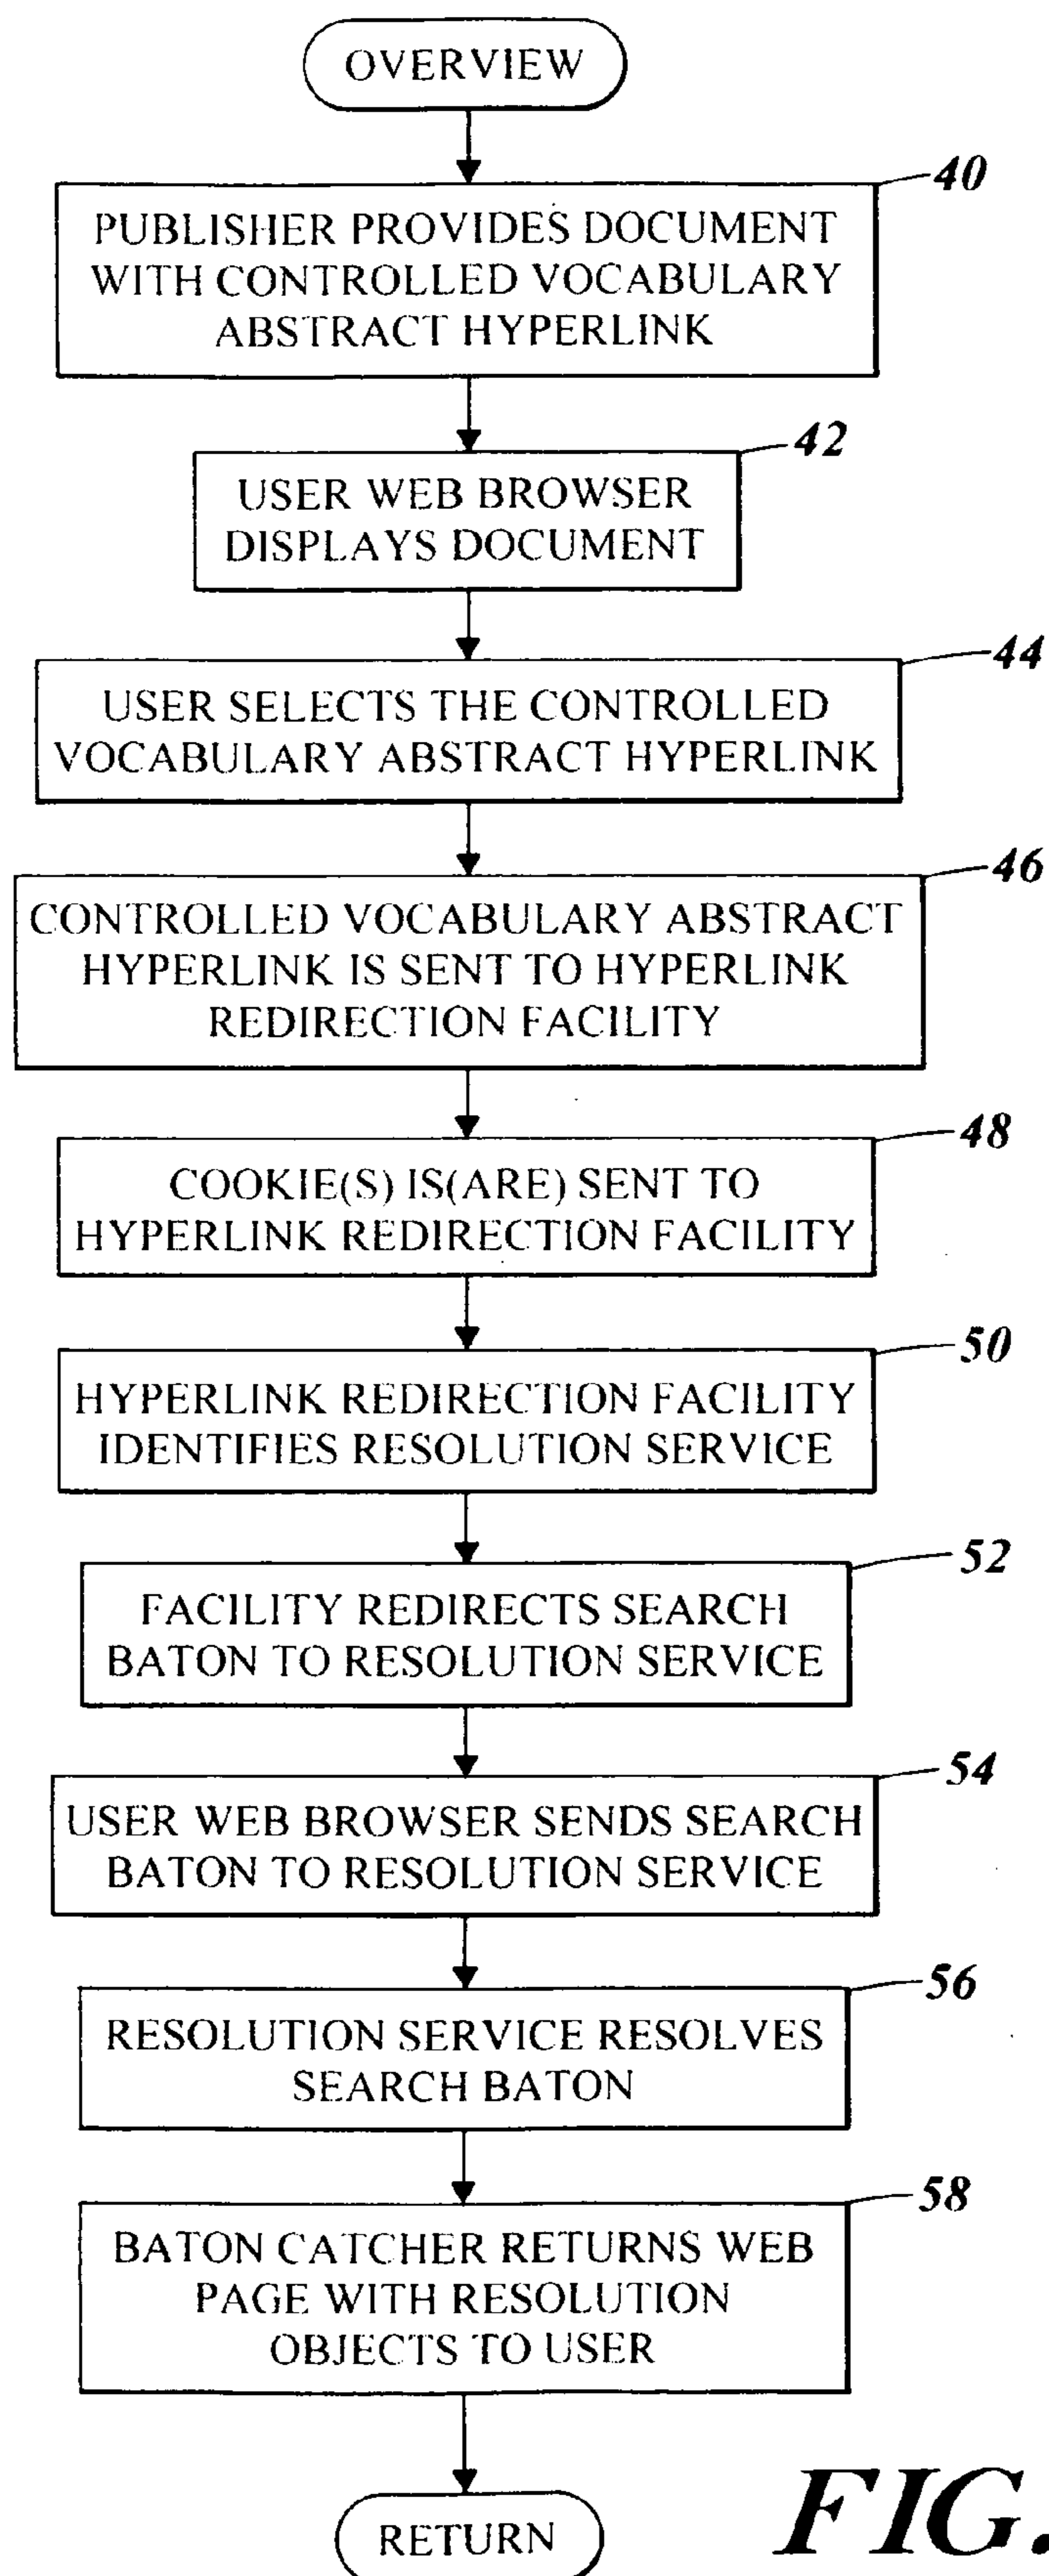 OVERVIEW
40
PUBLISHER PROVIDES DOCUMENT
WITH CONTROLLED VOCABULARY
ABSTRACT HYPERLINK
42
USER WEB BROWSER
DISPLAYS DOCUMENT
44
USER SELECTS THE CONTROLLED
VOCABULARY ABSTRACT HYPERLINK
46
CONTROLLED VOCABULARY ABSTRACT
HYPERLINK IS SENT TO HYPERLINK
REDIRECTION FACILITY
48
COOKIE(S) IS(ARE) SENT TO
HYPERLINK REDIRECTION FACILITY
50
HYPERLINK REDIRECTION FACILITY
IDENTIFIES RESOLUTION SERVICE
52
FACILITY REDIRECTS SEARCH
BATON TO RESOLUTION SERVICE
54
USER WEB BROWSER SENDS SEARCH
BATON TO RESOLUTION SERVICE
56
RESOLUTION SERVICE RESOLVES
SEARCH BATON
58
BATON CATCHER RETURNS WEB
PAGE WITH RESOLUTION
OBJECTS TO USER
RETURN
FIG.